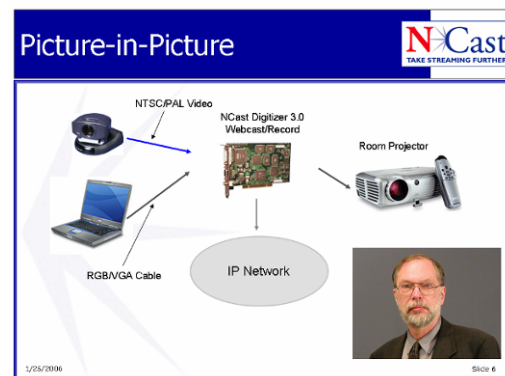 Picture-in-Picture
NCast
TAKE STREAMING FURTHER
NTSC/PAL Video
NCast Digitizer 3.0
Webcast/Record
Room Projector
RGB/VGA Cable
IP Network
1/25/2006
Slide 6